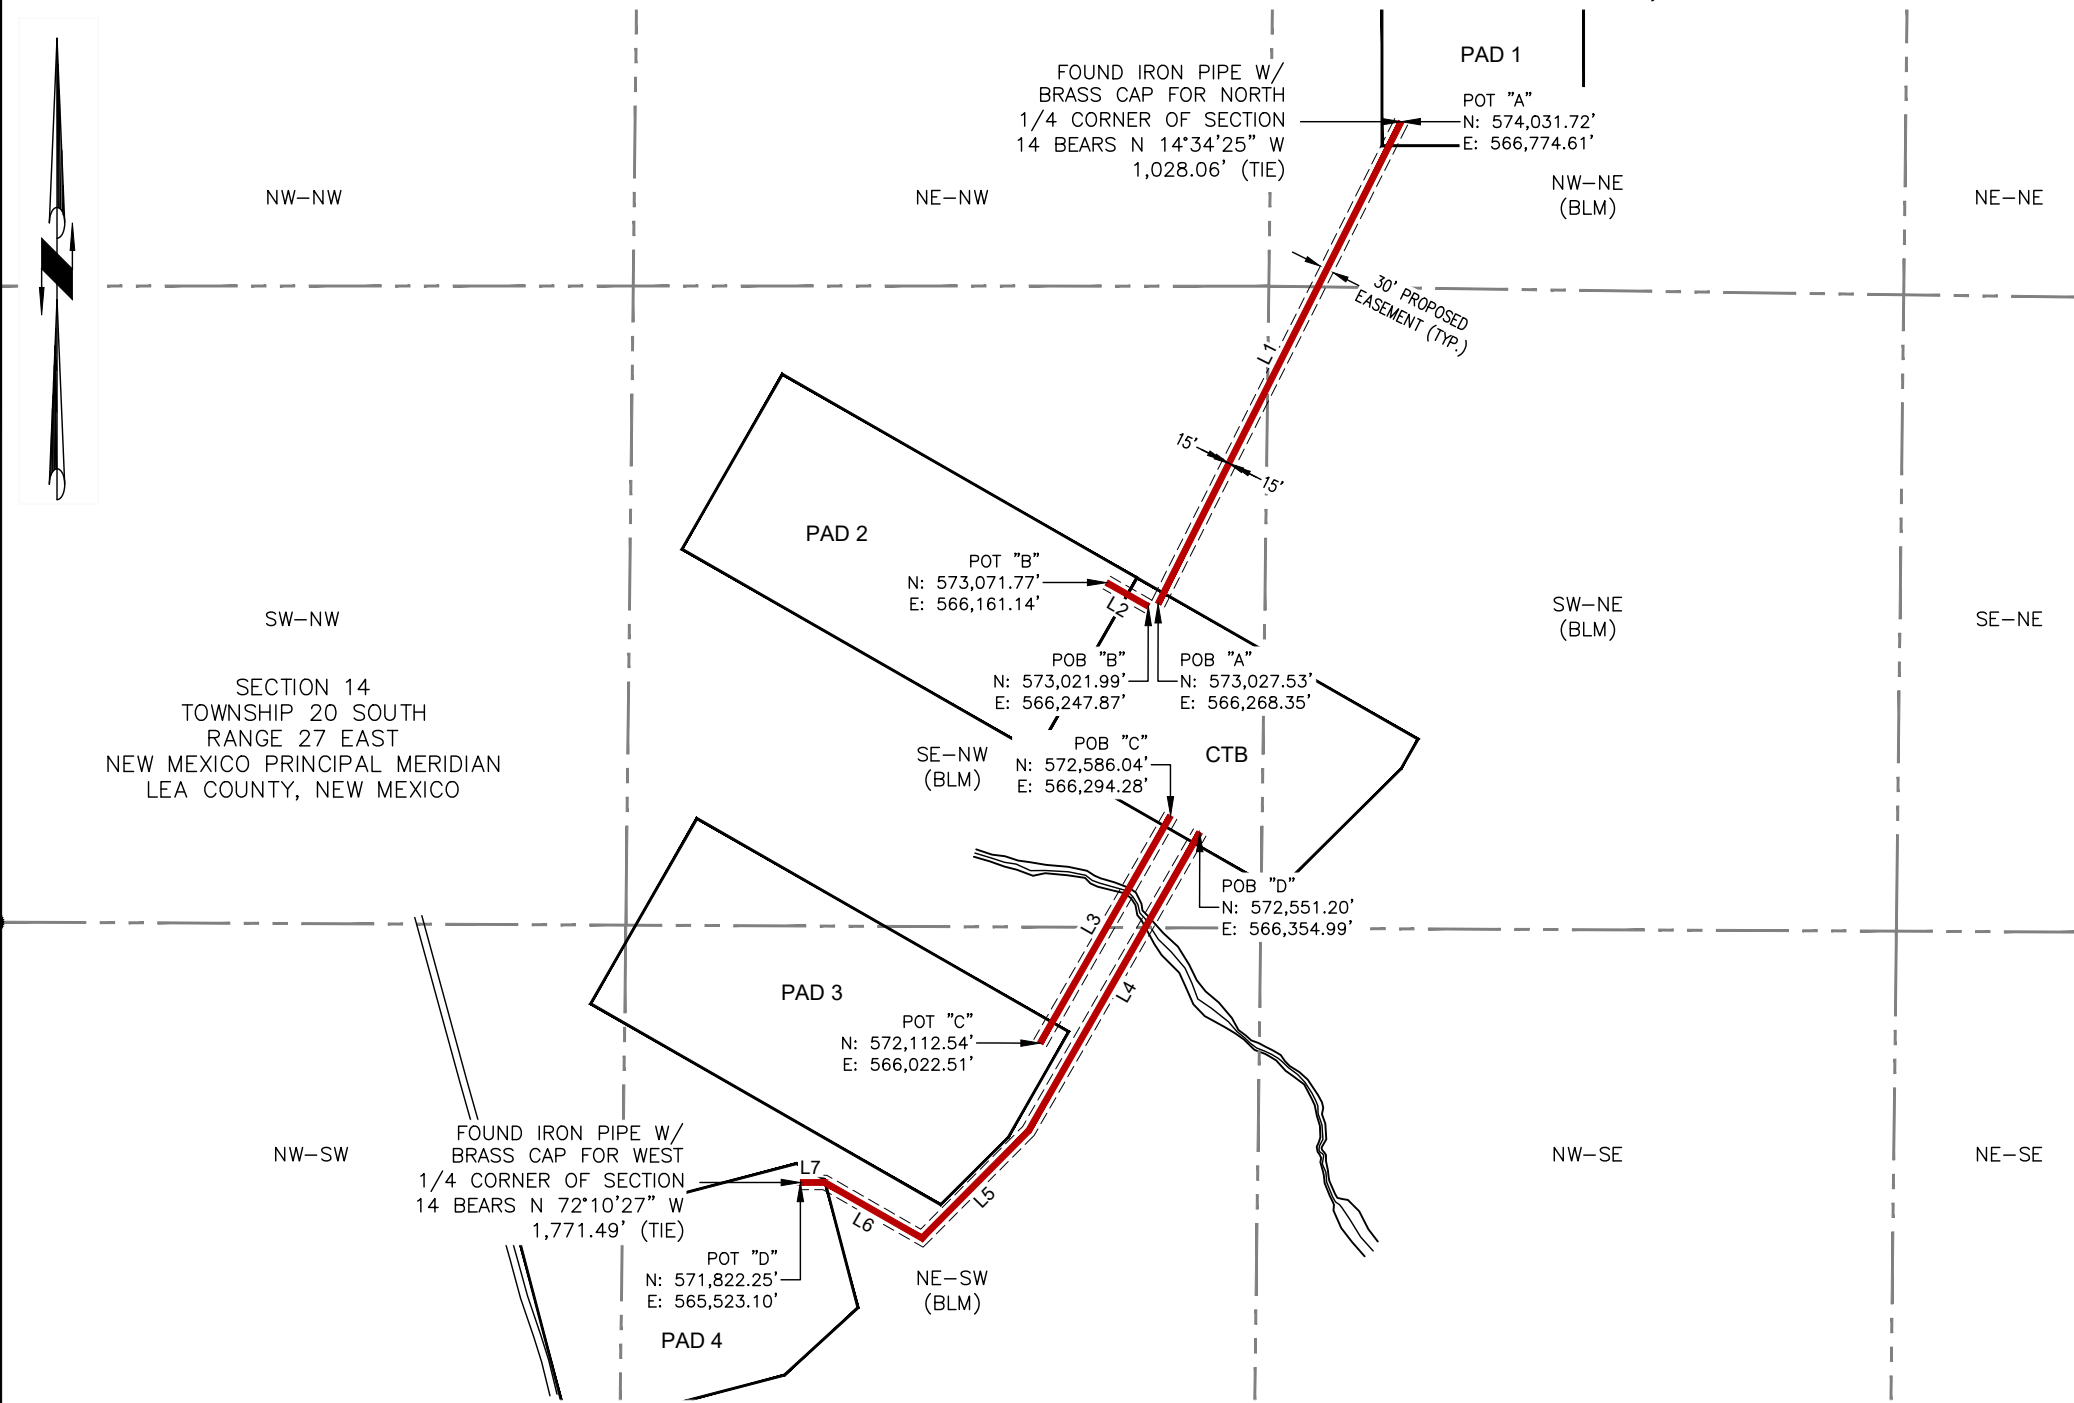 PAD 1
FOUND IRON PIPE W/
BRASS CAP FOR NORTH
1/4 CORNER OF SECTION
14 BEARS N 14°34'25" W
1,028.06' (TIE)
POT "A"
N: 574,031.72'
E: 566,774.61'
NW-NW
NE-NW
NW-NE
(BLM)
NE-NE
30' PROPOSED
EASEMENT (TYP.)
L1
15'
15'
PAD 2
POT "B"
N: 573,071.77'
E: 566,161.14'
L2
SW-NW
SW-NE
(BLM)
SE-NE
POB "B"
N: 573,021.99'
E: 566,247.87'
POB "A"
N: 573,027.53'
E: 566,268.35'
SECTION 14
TOWNSHIP 20 SOUTH
RANGE 27 EAST
NEW MEXICO PRINCIPAL MERIDIAN
LEA COUNTY, NEW MEXICO
SE-NW
(BLM)
POB "C"
N: 572,586.04'
E: 566,294.28'
CTB
POB "D"
N: 572,551.20'
E: 566,354.99'
L3
L4
PAD 3
POT "C"
N: 572,112.54'
E: 566,022.51'
NW-SW
FOUND IRON PIPE W/
BRASS CAP FOR WEST
1/4 CORNER OF SECTION
14 BEARS N 72°10'27" W
1,771.49' (TIE)
L7
L6
L5
NW-SE
NE-SE
POT "D"
N: 571,822.25'
E: 565,523.10'
NE-SW
(BLM)
PAD 4